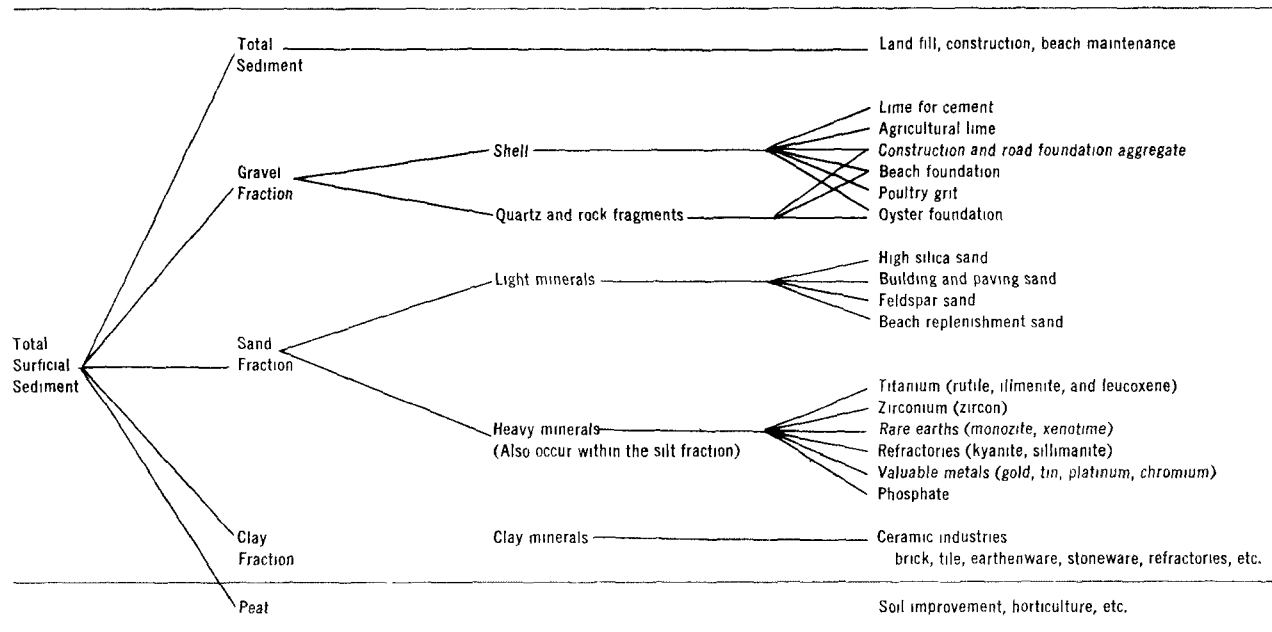 Total
Sediment
Land fill, construction, beach maintenance
Gravel
Fraction
Shell
Lime for cement
Agricultural lime
Construction and road foundation aggregate
Beach foundation
Poultry grit
Oyster foundation
Quartz and rock fragments
Total
Surficial
Sediment
Sand
Fraction
Light minerals
High silica sand
Building and paving sand
Feldspar sand
Beach replenishment sand
Heavy minerals
(Also occur within the silt fraction)
Titanium (rutile, ilimenite, and leucoxene)
Zirconium (zircon)
Rare earths (monozite, xenotime)
Refractories (kyanite, sillimanite)
Valuable metals (gold, tin, platinum, chromium)
Phosphate
Clay
Fraction
Clay minerals
Ceramic industries
brick, tile, earthenware, stoneware, refractories, etc.
Peat
Soil improvement, horticulture, etc.